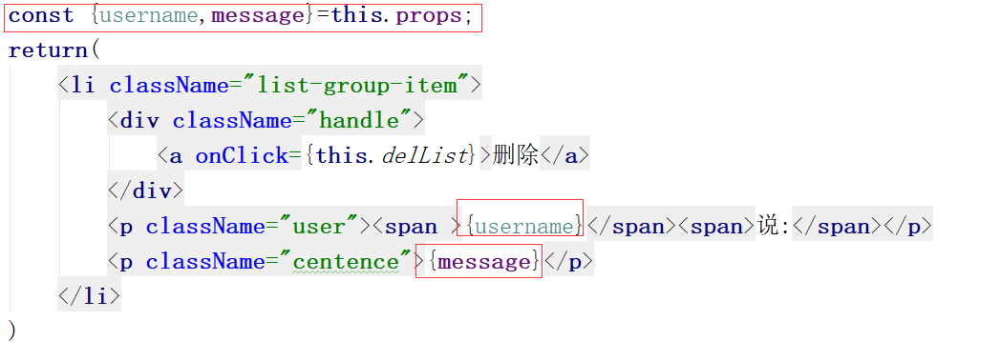 const {username,message}=this.props;
return(
<li className="list-group-item">
<div className="handle">
<a onClick={this.delList}>删除</a>
</div>
<p className="user"><span >{username}</span><span>说:</span></p>
<p className="centence">{message}</p>
</li>
)